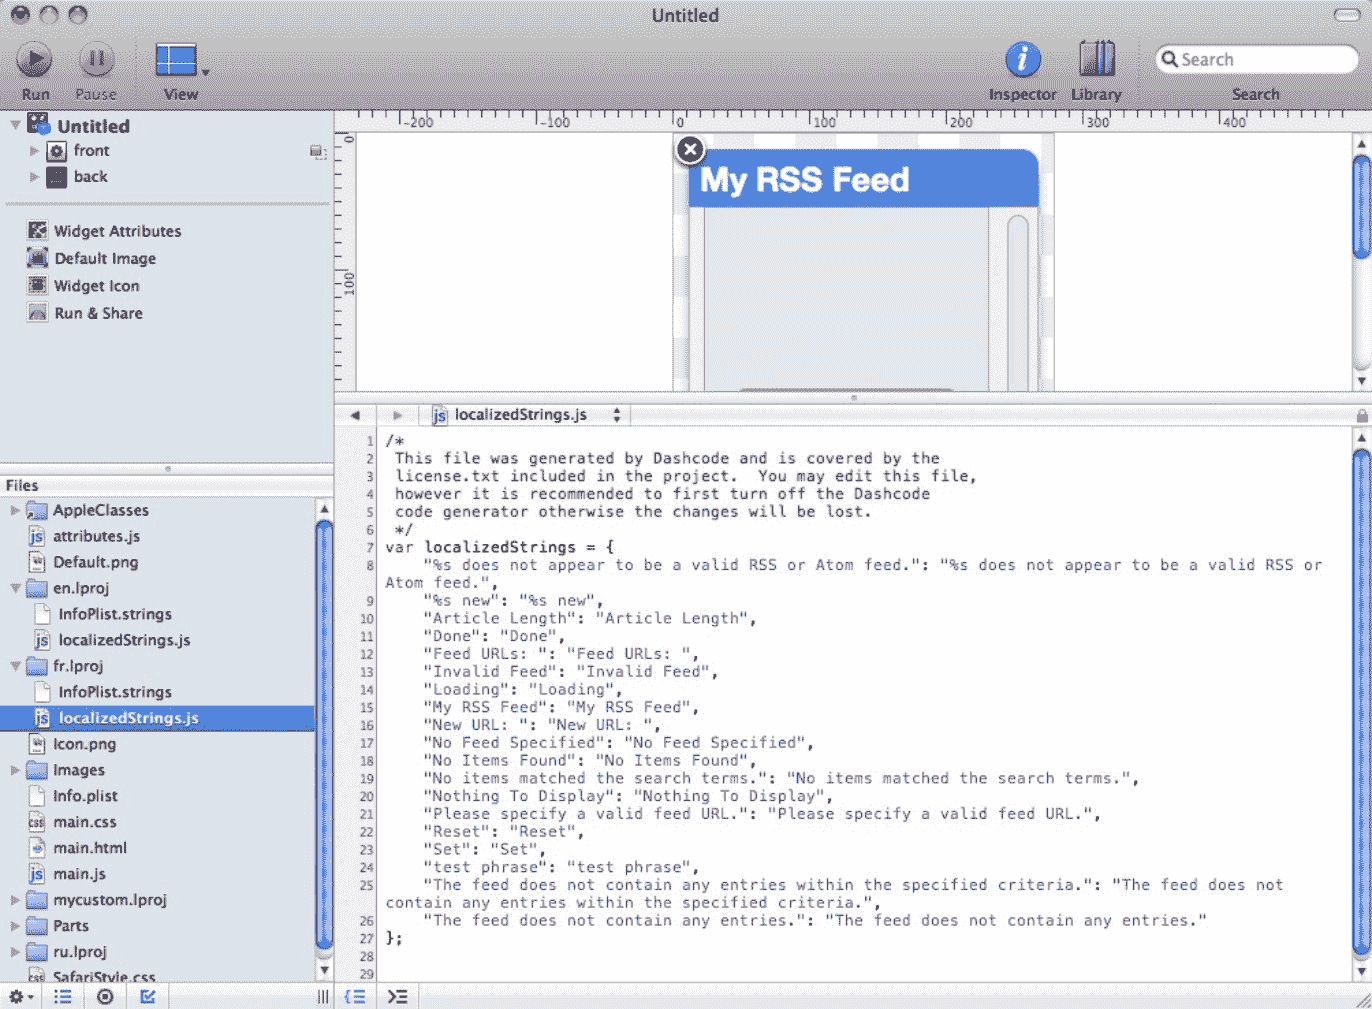 Untitled
Run
Pause
View
Inspector
Library
Search
Search
Untitled
front
back
Widget Attributes
Default Image
Widget Icon
Run & Share
-200
-100
0
100
200
300
400
0
100
My RSS Feed
localizedStrings.js
Files
AppleClasses
attributes.js
Default.png
en.lproj
InfoPlist.strings
localizedStrings.js
fr.lproj
InfoPlist.strings
localizedStrings.js
Icon.png
Images
Info.plist
main.css
main.html
main.js
mycustom.lproj
Parts
ru.lproj
SafariStyle.css
1 /*
2 This file was generated by Dashcode and is covered by the
3 license.txt included in the project.  You may edit this file,
4 however it is recommended to first turn off the Dashcode
5 code generator otherwise the changes will be lost.
6 */
7 var localizedStrings = {
8 "%s does not appear to be a valid RSS or Atom feed.": "%s does not appear to be a valid RSS or
Atom feed.",
9 "%s new": "%s new",
10 "Article Length": "Article Length",
11 "Done": "Done",
12 "Feed URLs: ": "Feed URLs: ",
13 "Invalid Feed": "Invalid Feed",
14 "Loading": "Loading",
15 "My RSS Feed": "My RSS Feed",
16 "New URL: ": "New URL: ",
17 "No Feed Specified": "No Feed Specified",
18 "No Items Found": "No Items Found",
19 "No items matched the search terms.": "No items matched the search terms.",
20 "Nothing To Display": "Nothing To Display",
21 "Please specify a valid feed URL.": "Please specify a valid feed URL.",
22 "Reset": "Reset",
23 "Set": "Set",
24 "test phrase": "test phrase",
25 "The feed does not contain any entries within the specified criteria.": "The feed does not
contain any entries within the specified criteria.",
26 "The feed does not contain any entries.": "The feed does not contain any entries."
27 };
28
29